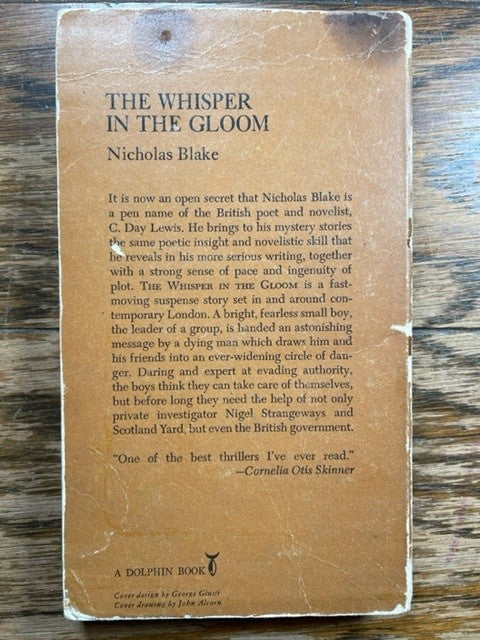 THE WHISPER
IN THE GLOOM
Nicholas Blake
It is now an open secret that Nicholas Blake is
a pen name of the British poet and novelist,
C. Day Lewis. He brings to his mystery stories
the same poetic insight and novelistic skill that
he reveals in his more serious writing, together
with a strong sense of pace and ingenuity of
plot. THE WHISPER IN THE GLOOM is a fast-
moving suspense story set in and around con-
temporary London. A bright, fearless small boy,
the leader of a group, is handed an astonishing
message by a dying man which draws him and
his friends into an ever-widening circle of dan-
ger. Daring and expert at evading authority,
the boys think they can take care of themselves,
but before long they need the help of not only
private investigator Nigel Strangeways and
Scotland Yard, but even the British government.
"One of the best thrillers I've ever read."
—Cornelia Otis Skinner
A DOLPHIN BOOK
Cover design by George Giusti
Cover drawing by John Alcorn